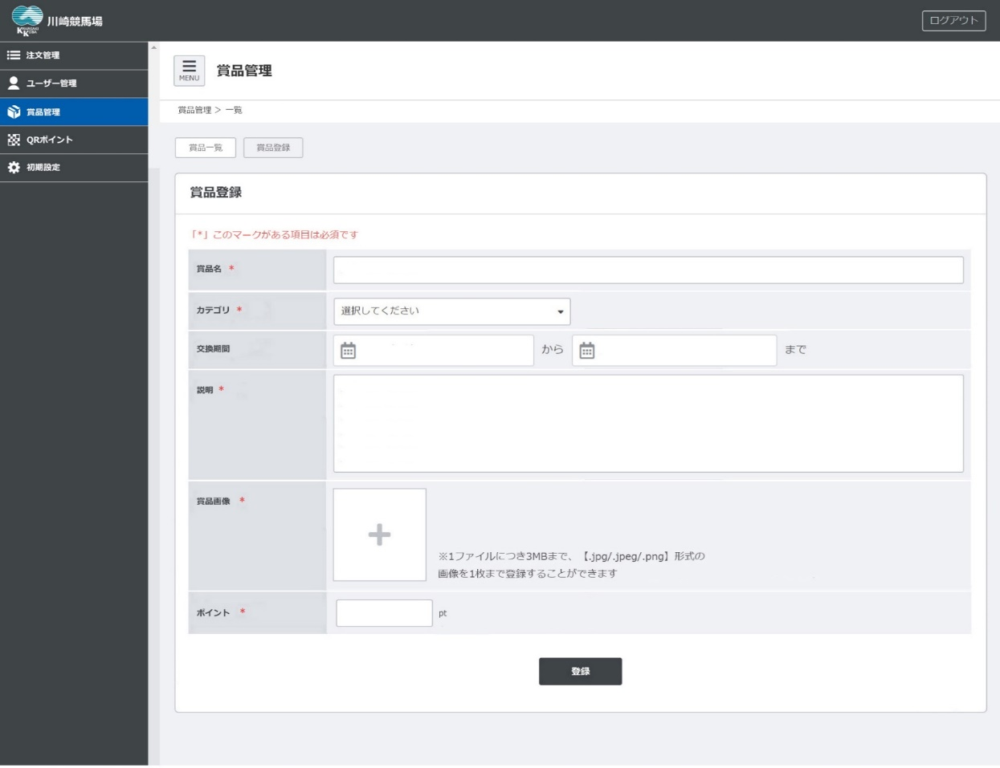 川崎競馬場
KAWASAKI
KEIBA
ログアウト
注文管理
ユーザー管理
賞品管理
QRポイント
初期設定
MENU
賞品管理
賞品管理 > 一覧
賞品一覧
賞品登録
賞品登録
「*」このマークがある項目は必須です
賞品名 *
カテゴリ * 選択してください
交換期間 から まで
説明 *
賞品画像 *
※1ファイルにつき3MBまで、【.jpg/.jpeg/.png】形式の
画像を1枚まで登録することができます
ポイント * pt
登録